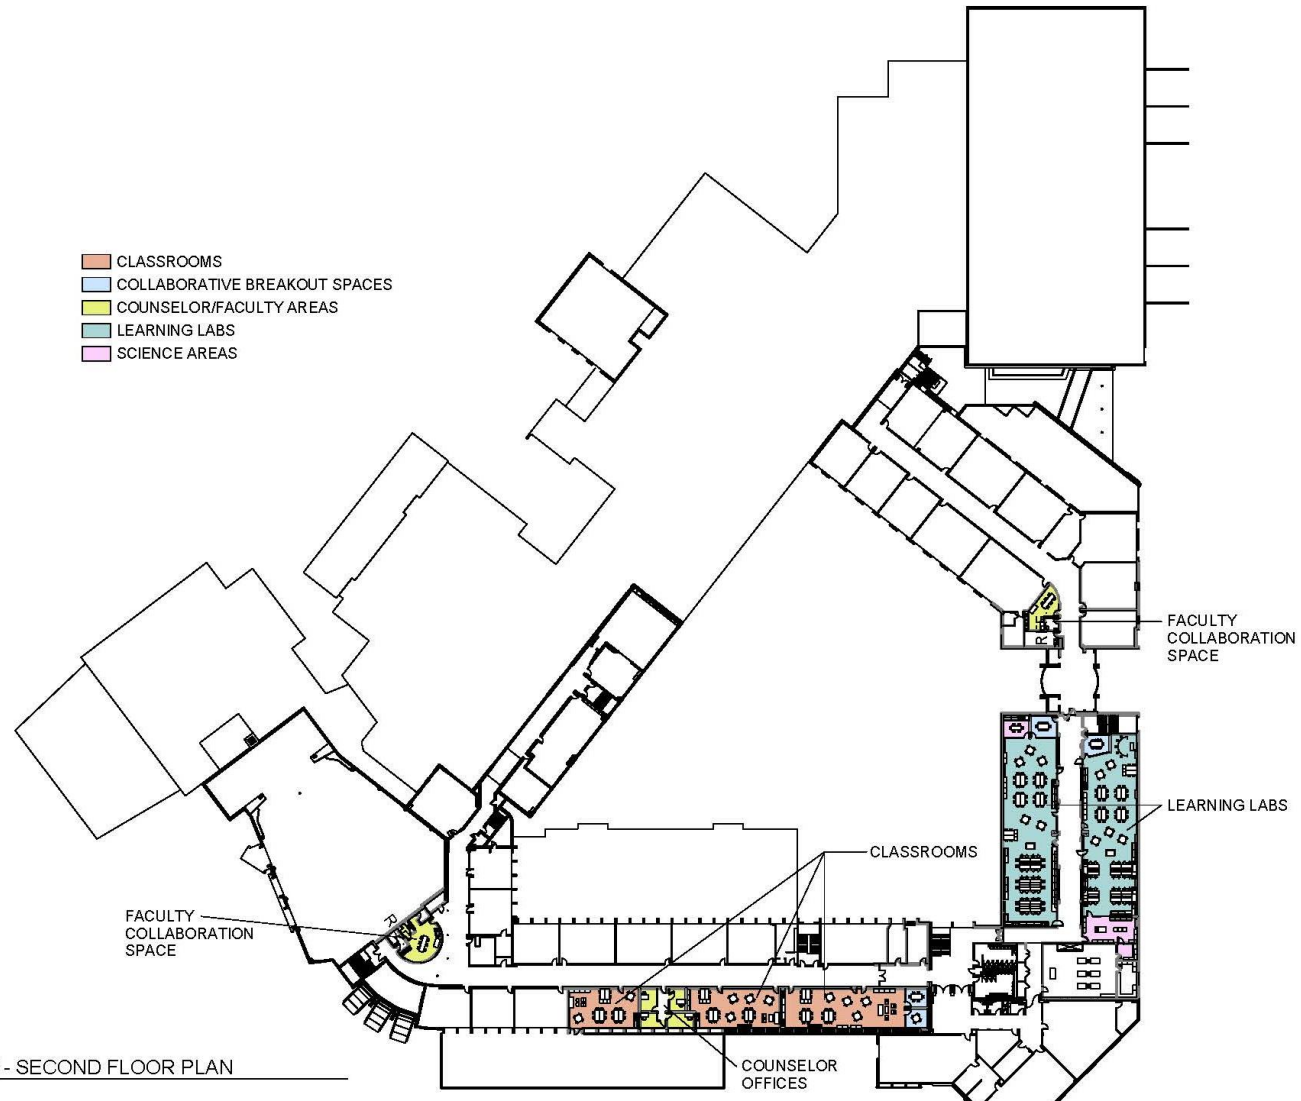 CLASSROOMS
COLLABORATIVE BREAKOUT SPACES
COUNSELOR/FACULTY AREAS
LEARNING LABS
SCIENCE AREAS
FACULTY
COLLABORATION
SPACE
R
LEARNING LABS
CLASSROOMS
FACULTY
COLLABORATION
SPACE
R
COUNSELOR
OFFICES
- SECOND FLOOR PLAN